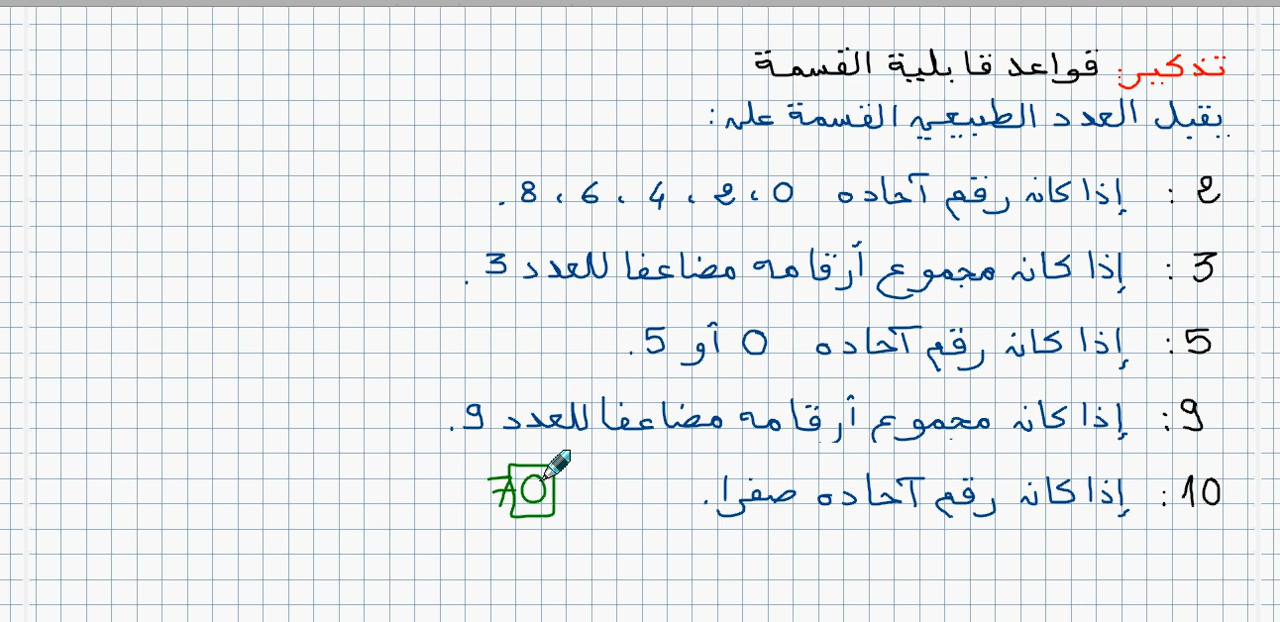 تذكير: قواعد قابلية القسمة
يقبل العدد الطبيعي القسمة على:
2 : إذا كان رقم آحاده 0، 2، 4، 6، 8.
3 : إذا كان مجموع أرقامه مضاعفا للعدد 3.
5 : إذا كان رقم آحاده 0 أو 5.
9 : إذا كان مجموع أرقامه مضاعفا للعدد 9.
10 : إذا كان رقم آحاده صفرا. 70